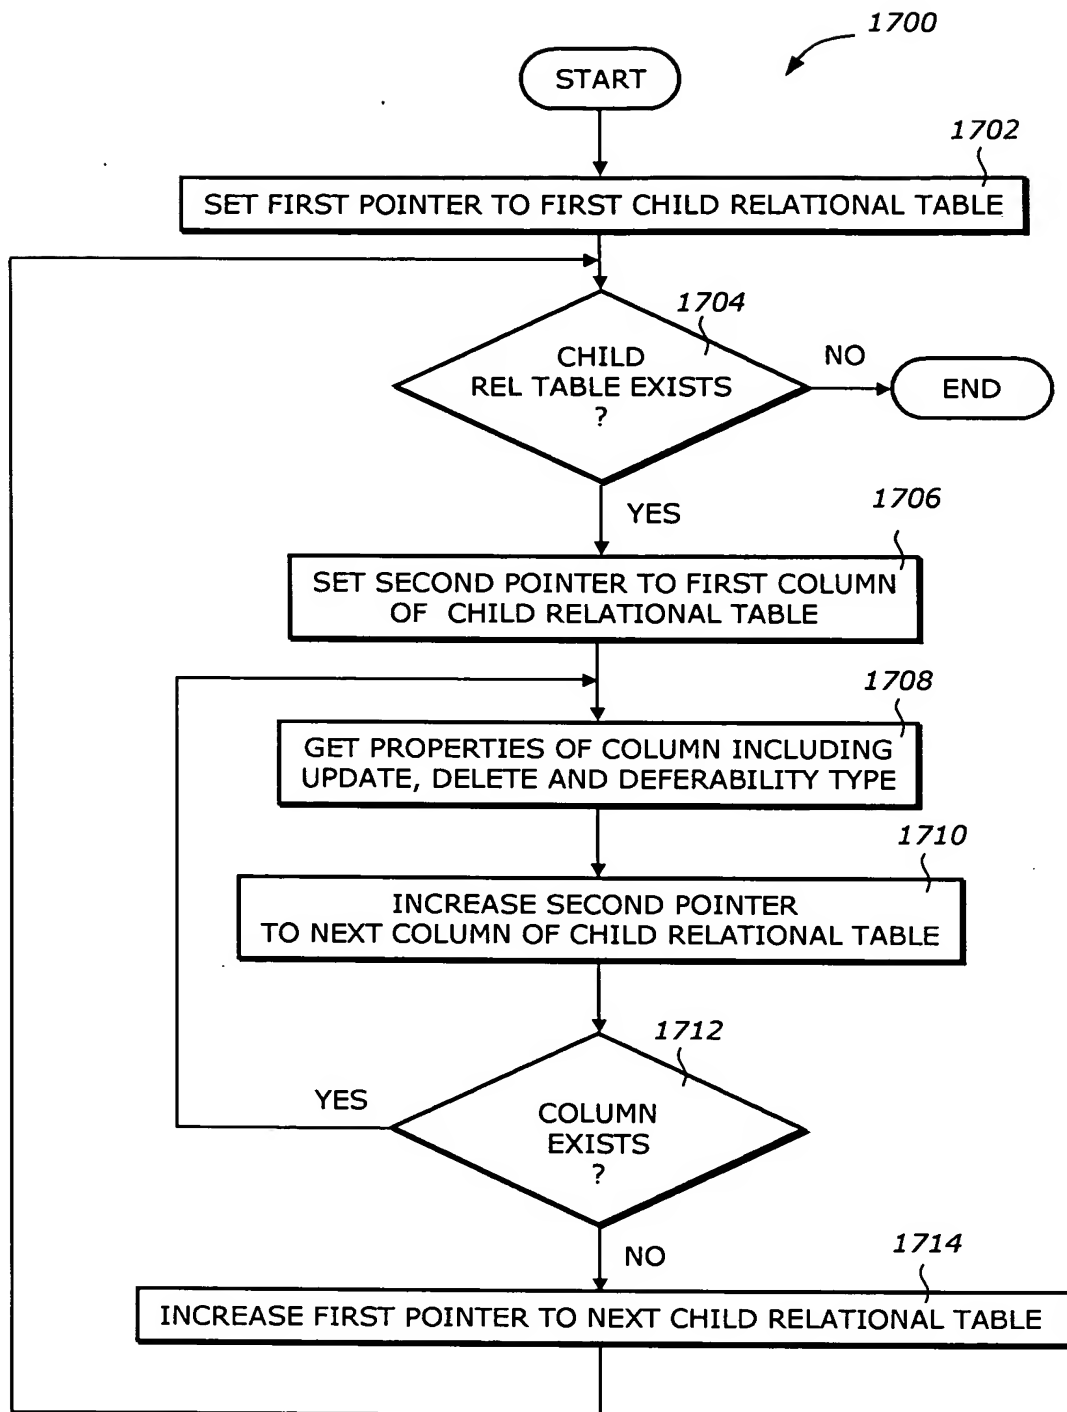 1700
START
1702
SET FIRST POINTER TO FIRST CHILD RELATIONAL TABLE
1704
CHILD
REL TABLE EXISTS
?
NO
END
YES
1706
SET SECOND POINTER TO FIRST COLUMN
OF CHILD RELATIONAL TABLE
1708
GET PROPERTIES OF COLUMN INCLUDING
UPDATE, DELETE AND DEFERABILITY TYPE
1710
INCREASE SECOND POINTER
TO NEXT COLUMN OF CHILD RELATIONAL TABLE
1712
YES
COLUMN
EXISTS
?
NO
1714
INCREASE FIRST POINTER TO NEXT CHILD RELATIONAL TABLE